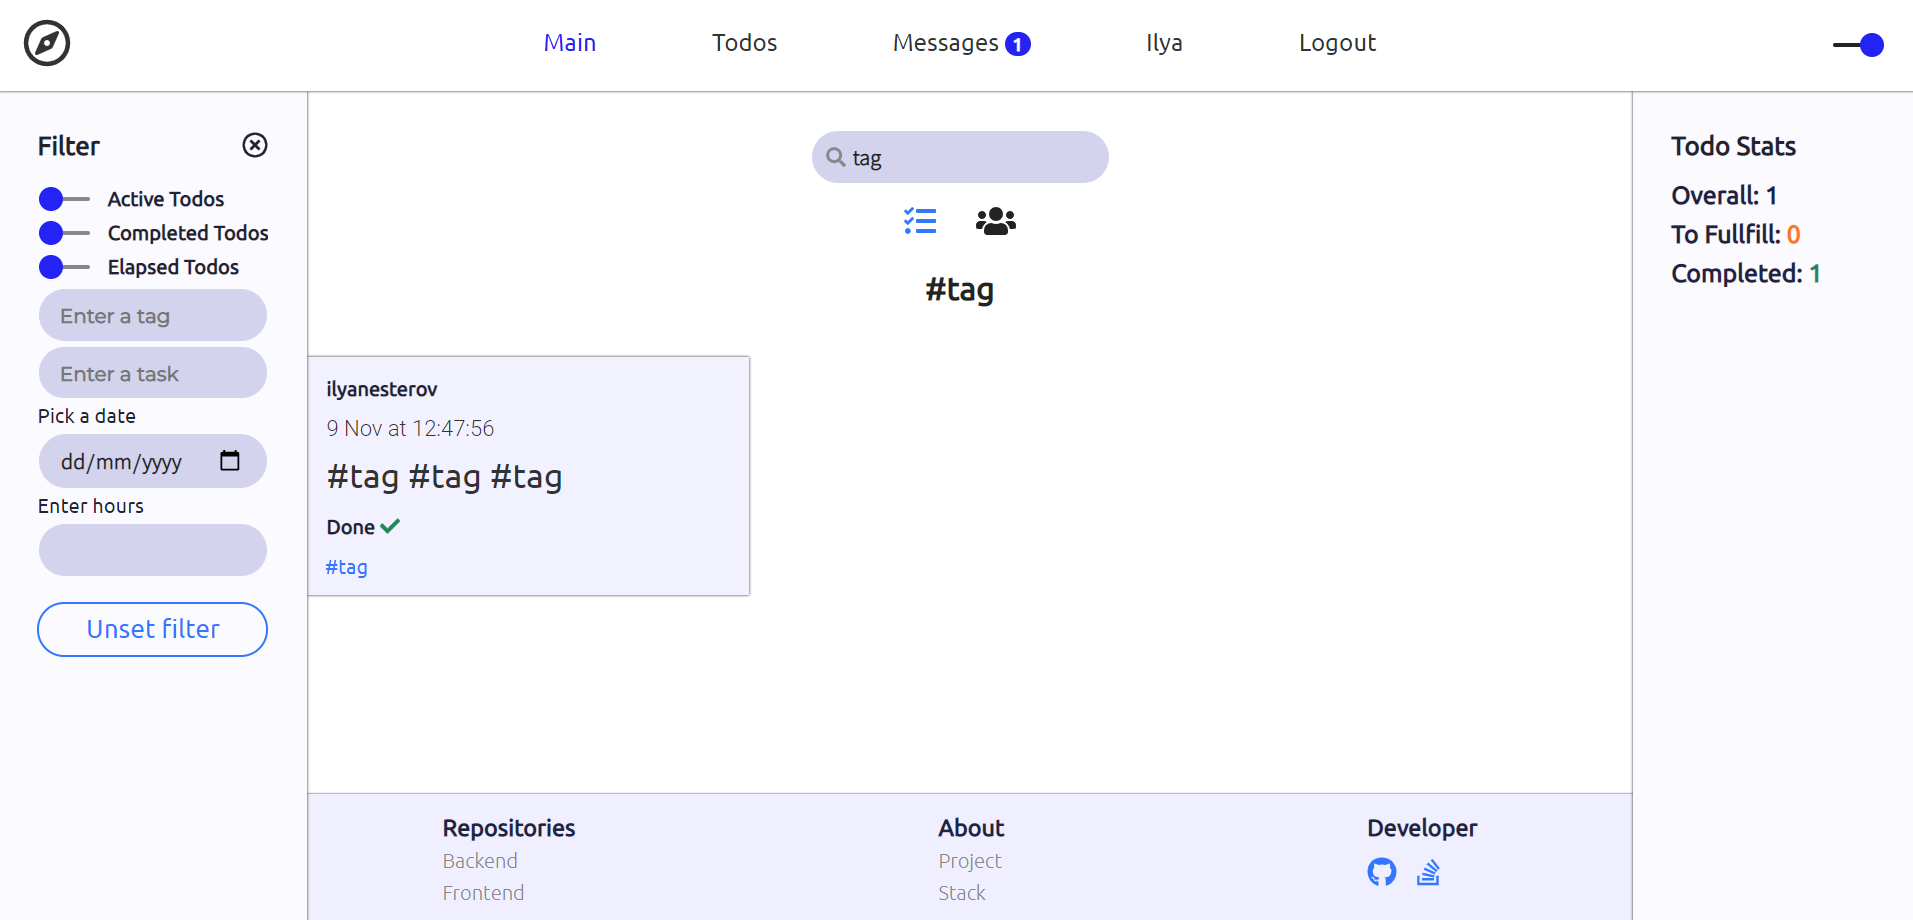 Main Todos Messages 1 Ilya Logout
Filter
Active Todos
Completed Todos
Elapsed Todos
Enter a tag
Enter a task
Pick a date
dd/mm/yyyy
Enter hours
Unset filter
tag
#tag
ilyanesterov
9 Nov at 12:47:56
#tag #tag #tag
Done
#tag
Todo Stats
Overall: 1
To Fullfill: 0
Completed: 1
Repositories
Backend
Frontend
About
Project
Stack
Developer